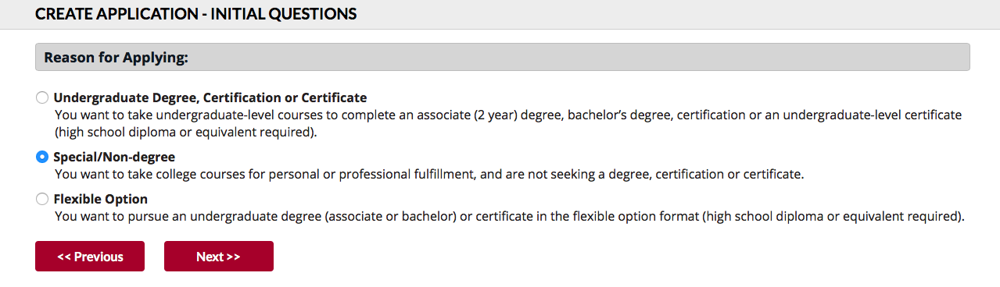 CREATE APPLICATION - INITIAL QUESTIONS
Reason for Applying:
Undergraduate Degree, Certification or Certificate
You want to take undergraduate-level courses to complete an associate (2 year) degree, bachelor’s degree, certification or an undergraduate-level certificate
(high school diploma or equivalent required).
Special/Non-degree
You want to take college courses for personal or professional fulfillment, and are not seeking a degree, certification or certificate.
Flexible Option
You want to pursue an undergraduate degree (associate or bachelor) or certificate in the flexible option format (high school diploma or equivalent required).
<< Previous
Next >>